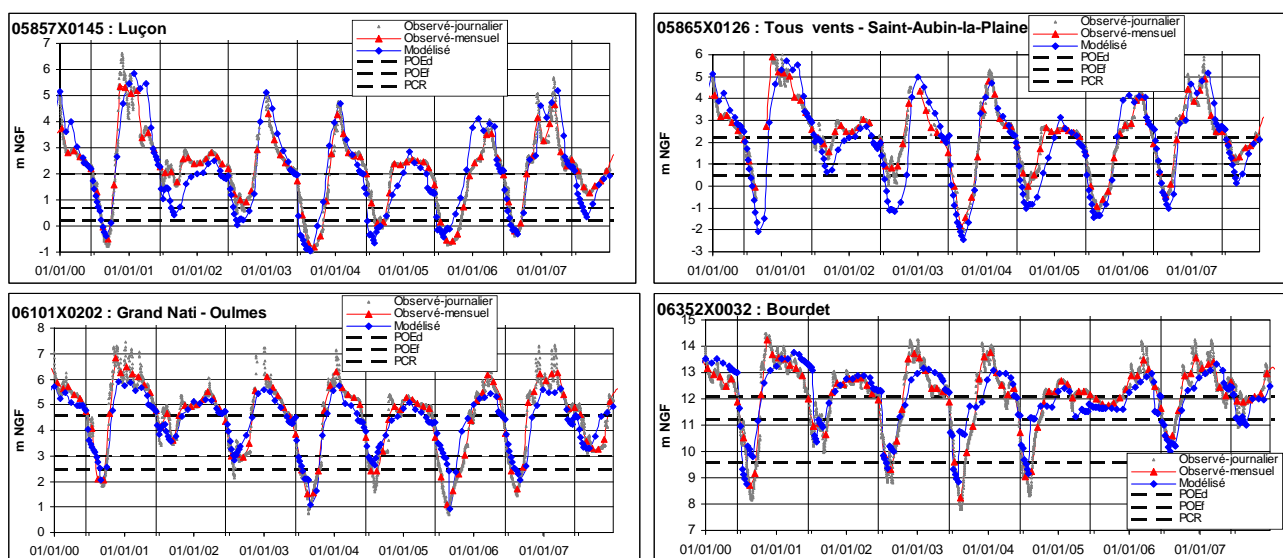 05857X0145 : Luçon
Observé-journalier
Observé-mensuel
Modélisé
POEd
POEf
PCR
m NGF
7
6
5
4
3
2
1
0
-1
01/01/00 01/01/01 01/01/02 01/01/03 01/01/04 01/01/05 01/01/06 01/01/07
05865X0126 : Tous vents - Saint-Aubin-la-Plaine
Observé-journalier
Observé-mensuel
Modélisé
POEd
POEf
PCR
m NGF
6
5
4
3
2
1
0
-1
-2
-3
01/01/00 01/01/01 01/01/02 01/01/03 01/01/04 01/01/05 01/01/06 01/01/07
06101X0202 : Grand Nati - Oulmes
Observé-journalier
Observé-mensuel
Modélisé
POEd
POEf
PCR
m NGF
8
7
6
5
4
3
2
1
0
01/01/00 01/01/01 01/01/02 01/01/03 01/01/04 01/01/05 01/01/06 01/01/07
06352X0032 : Bourdet
m NGF
15
14
13
12
11
10
9
8
7
Observé-journalier
Observé-mensuel
Modélisé
POEd
POEf
PCR
01/01/00 01/01/01 01/01/02 01/01/03 01/01/04 01/01/05 01/01/06 01/01/07